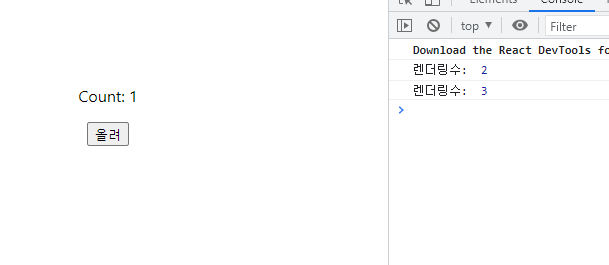 Elements Console
top ▼ Filter
Download the React DevTools fo
렌더링수: 2
렌더링수: 3
>
Count: 1
올려